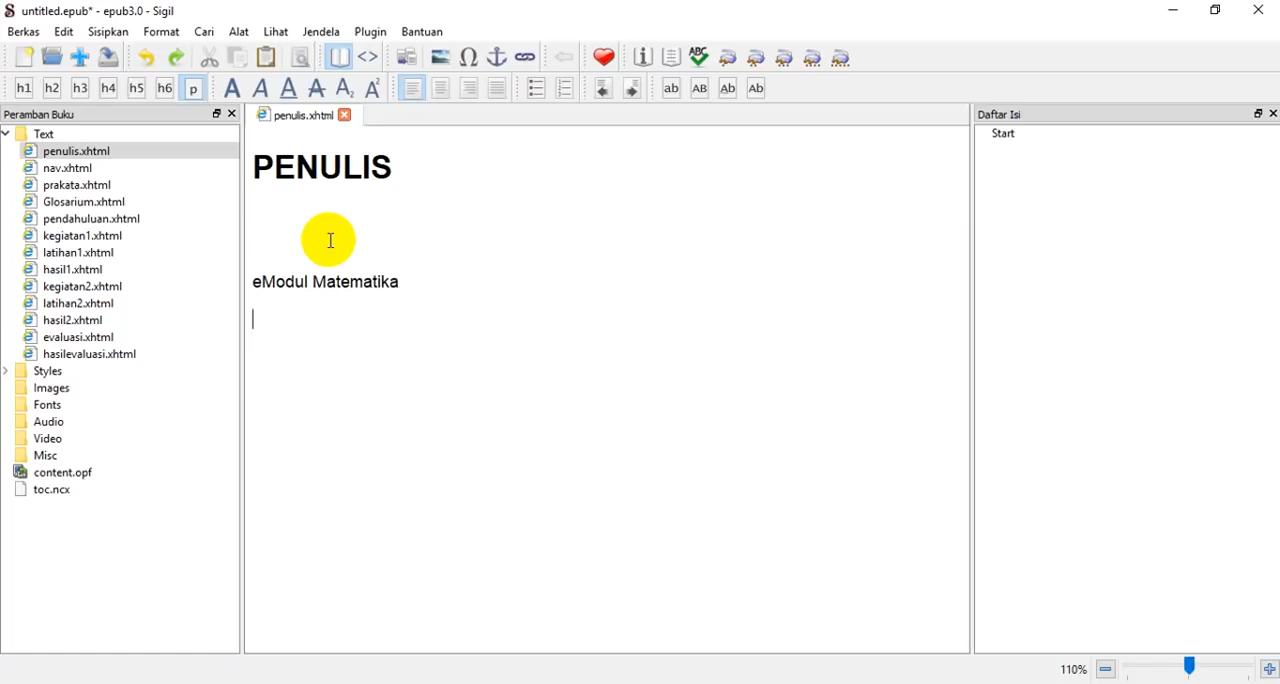 untitled.epub* - epub3.0 - Sigil
Berkas Edit Sisipkan Format Cari Alat Lihat Jendela Plugin Bantuan
ABC
h1 h2 h3 h4 h5 h6 p A A A A A2 A2 ab AB Ab Ab
Peramban Buku
penulis.xhtml
Daftar Isi
Text
penulis.xhtml
nav.xhtml
prakata.xhtml
Glosarium.xhtml
pendahuluan.xhtml
kegiatan1.xhtml
latihan1.xhtml
hasil1.xhtml
kegiatan2.xhtml
latihan2.xhtml
hasil2.xhtml
evaluasi.xhtml
hasilevaluasi.xhtml
Styles
Images
Fonts
Audio
Video
Misc
content.opf
toc.ncx
PENULIS
eModul Matematika
Start
110%